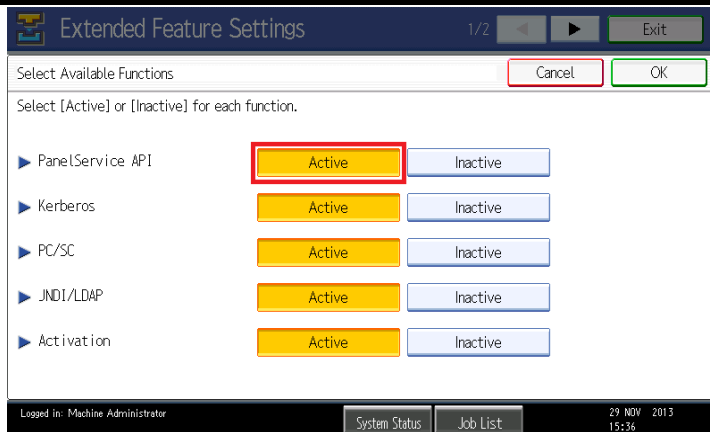 Extended Feature Settings 1/2 Exit
Select Available Functions Cancel OK
Select [Active] or [Inactive] for each function.
PanelService API Active Inactive
Kerberos Active Inactive
PC/SC Active Inactive
JNDI/LDAP Active Inactive
Activation Active Inactive
Logged in: Machine Administrator System Status Job List 29 NOV 2013
15:36